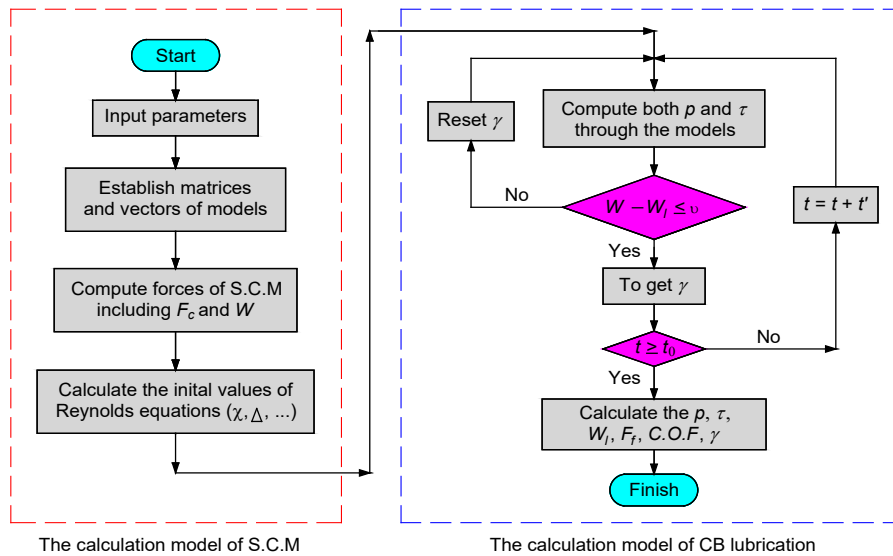 Start
Input parameters
Establish matrices
and vectors of models
Compute forces of S.C.M
including F_c and W
Calculate the inital values of
Reynolds equations (χ, Δ, ...)
The calculation model of S.C.M
Compute both p and τ
through the models
Reset γ
No
W − W_l ≤ υ
Yes
To get γ
t = t + t′
t ≥ t_0
No
Yes
Calculate the p, τ,
W_l, F_f, C.O.F, γ
Finish
The calculation model of CB lubrication